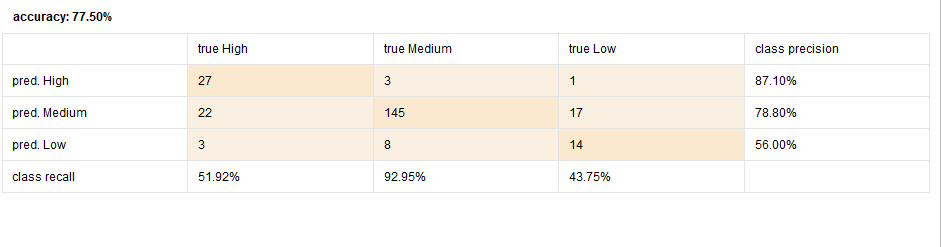 accuracy: 77.50%
true High true Medium true Low class precision
pred. High 27 3 1 87.10%
pred. Medium 22 145 17 78.80%
pred. Low 3 8 14 56.00%
class recall 51.92% 92.95% 43.75%